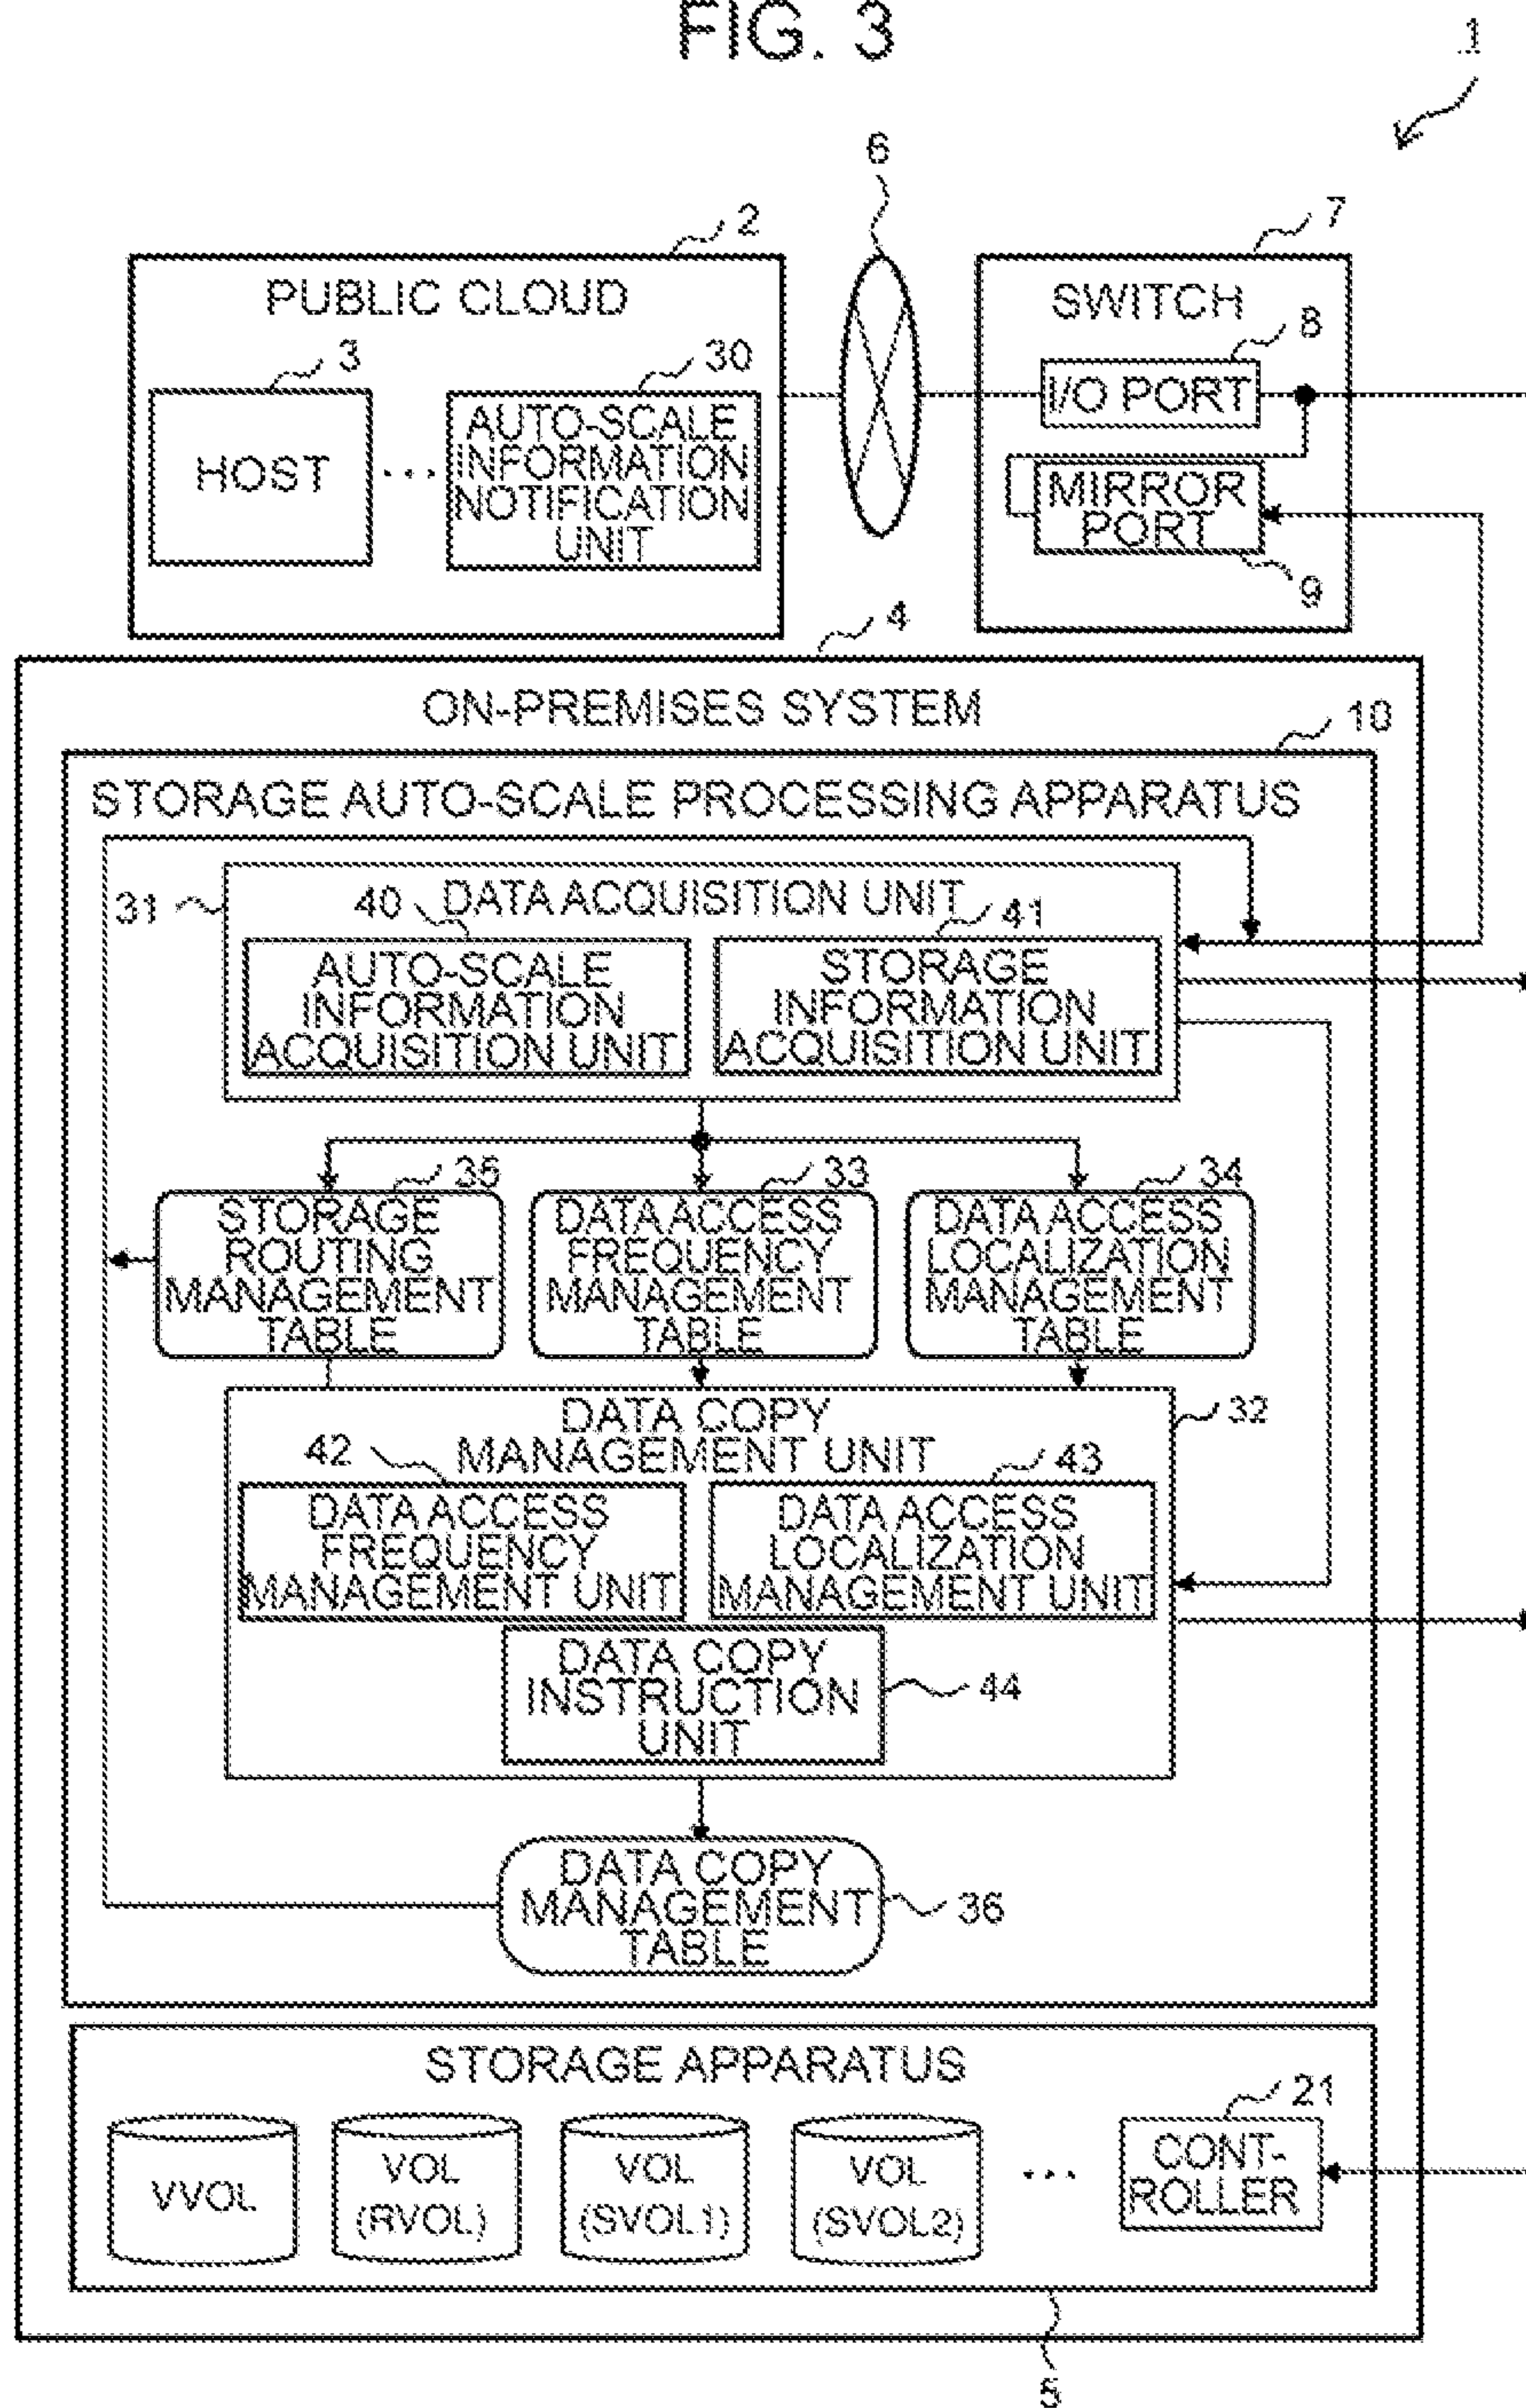 FIG. 3
1
6
2
7
PUBLIC CLOUD
SWITCH
3
30
8
HOST
...
AUTO-SCALE
INFORMATION
NOTIFICATION
UNIT
I/O PORT
MIRROR
PORT
9
4
ON-PREMISES SYSTEM
10
STORAGE AUTO-SCALE PROCESSING APPARATUS
31
DATA ACQUISITION UNIT
40
41
AUTO-SCALE
INFORMATION
ACQUISITION UNIT
STORAGE
INFORMATION
ACQUISITION UNIT
35
33
34
STORAGE
ROUTING
MANAGEMENT
TABLE
DATA ACCESS
FREQUENCY
MANAGEMENT
TABLE
DATA ACCESS
LOCALIZATION
MANAGEMENT
TABLE
32
DATA COPY
MANAGEMENT UNIT
42
43
DATA ACCESS
FREQUENCY
MANAGEMENT UNIT
DATA ACCESS
LOCALIZATION
MANAGEMENT UNIT
DATA COPY
INSTRUCTION
UNIT
44
DATA COPY
MANAGEMENT
TABLE
36
STORAGE APPARATUS
21
VVOL
VOL
(RVOL)
VOL
(SVOL1)
VOL
(SVOL2)
...
CONT-
ROLLER
5